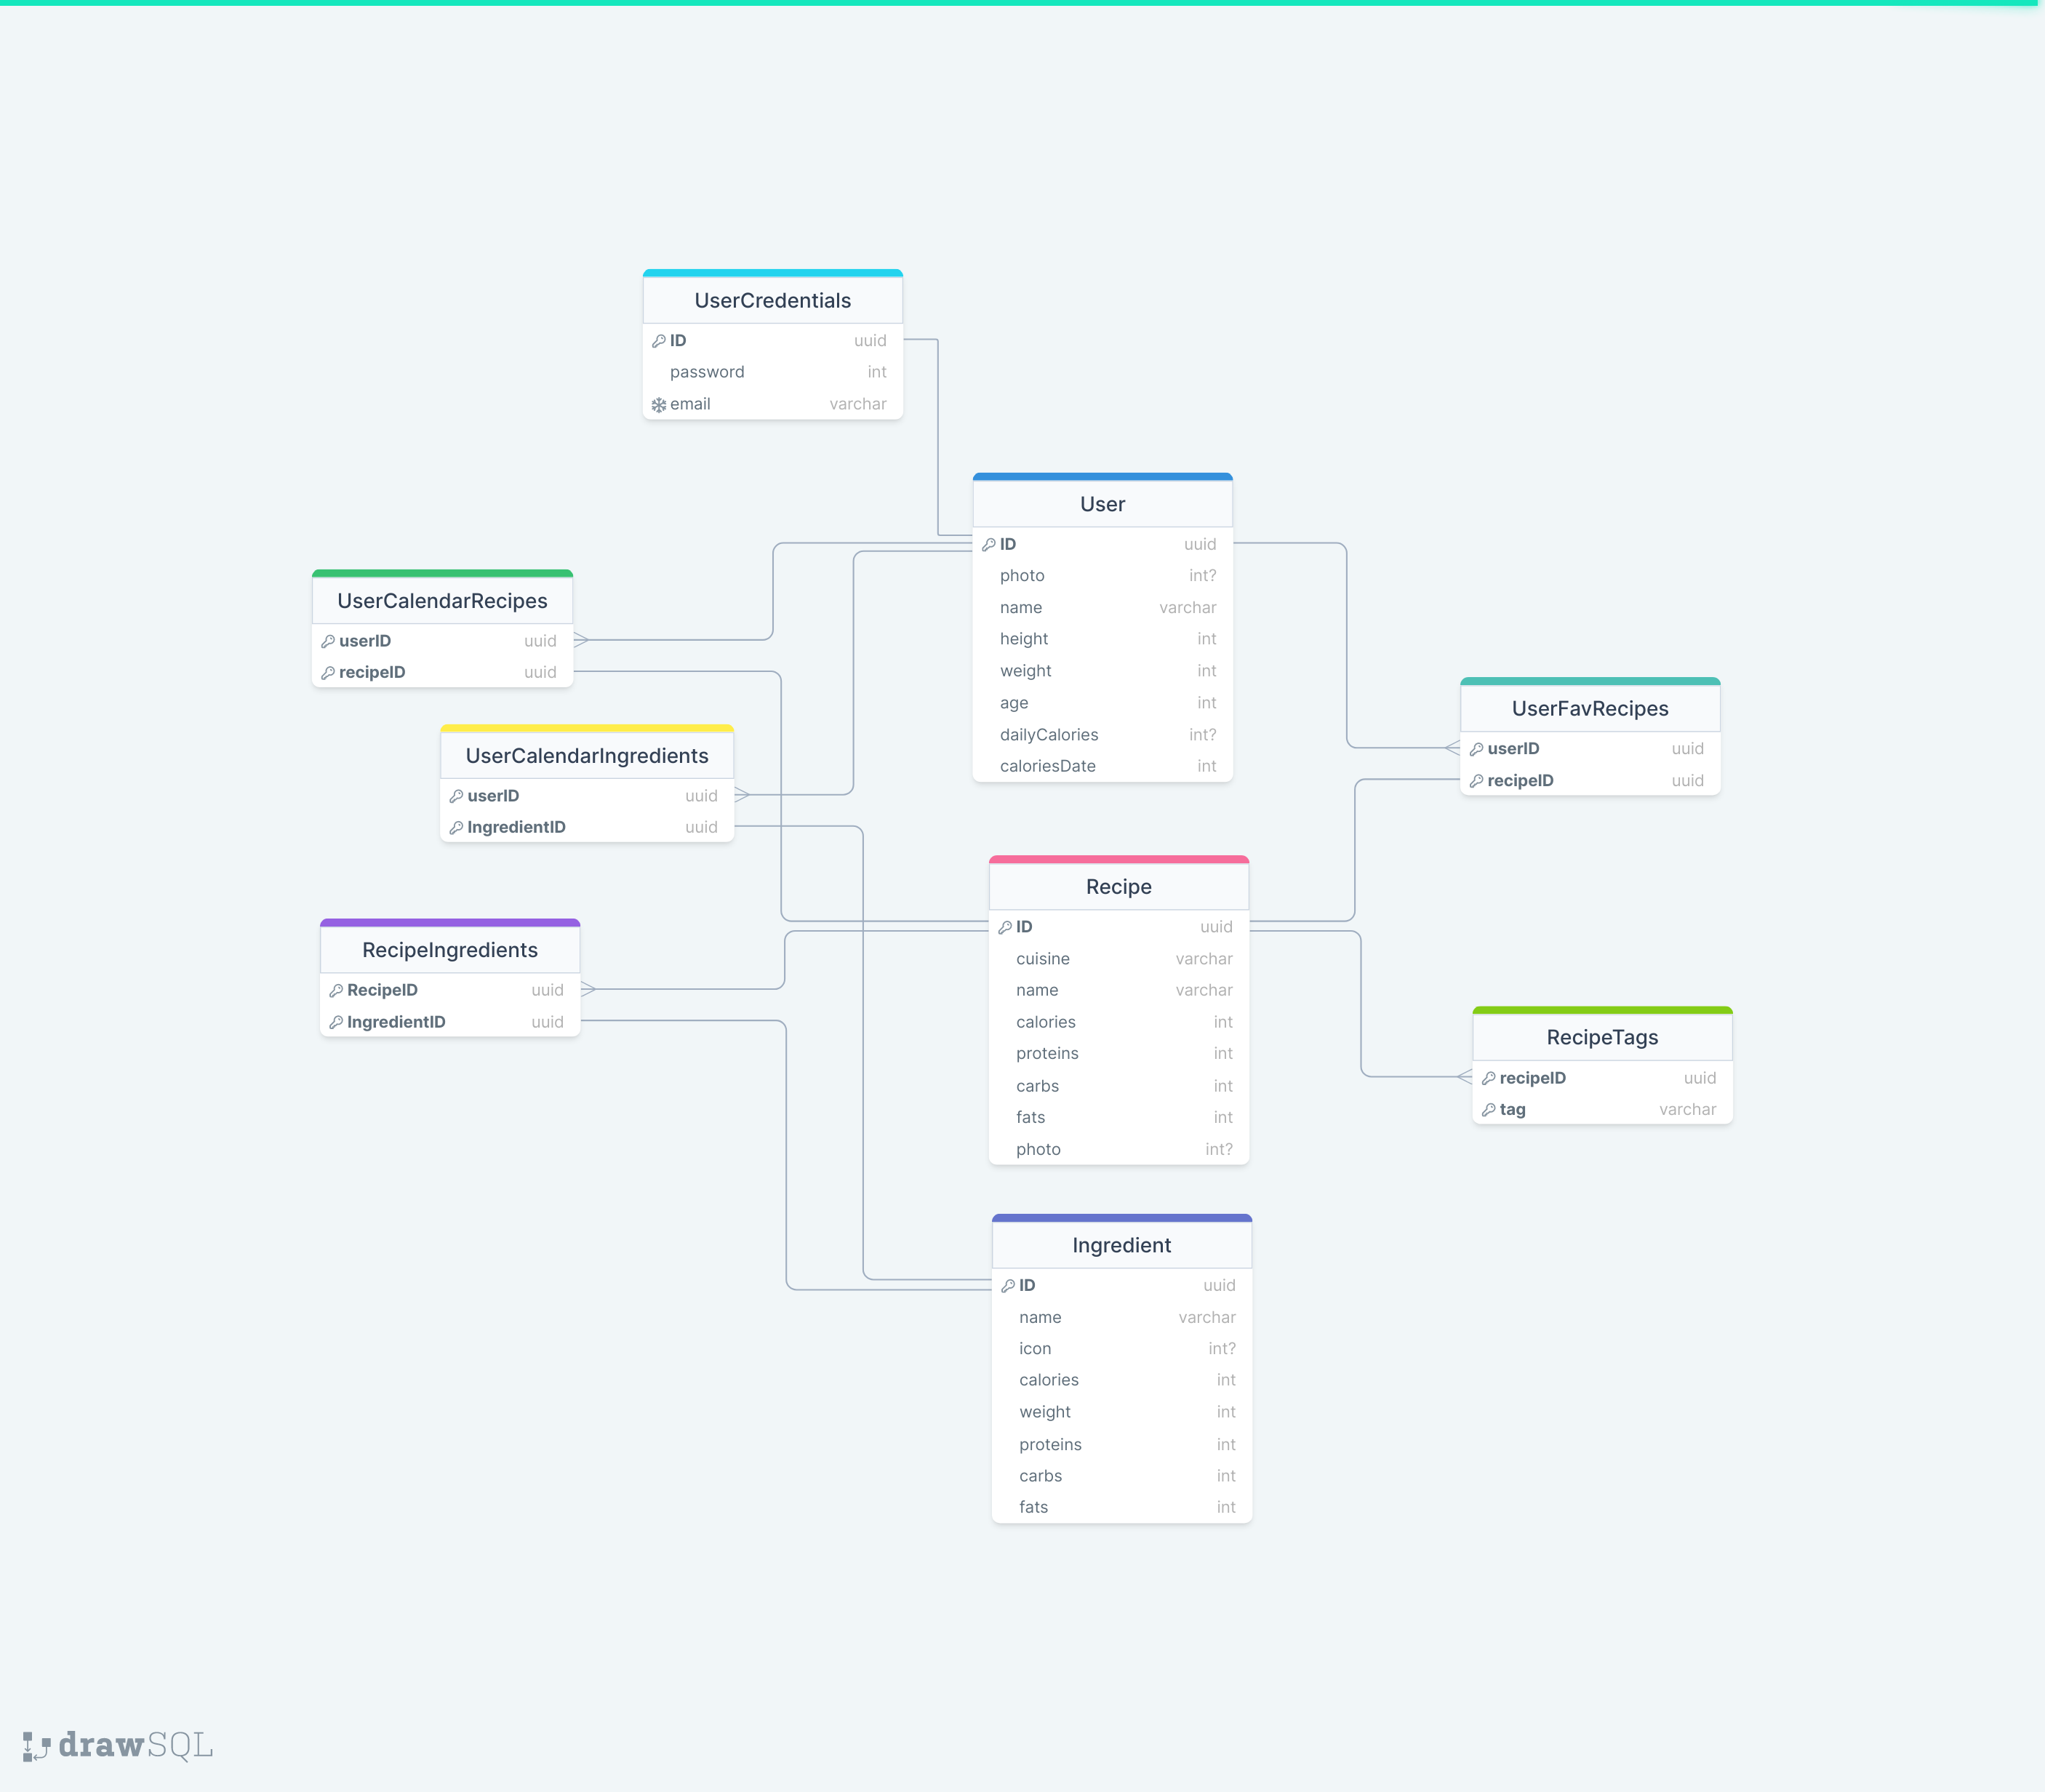 UserCredentials
ID uuid
password int
email varchar
User
ID uuid
photo int?
name varchar
height int
weight int
age int
dailyCalories int?
caloriesDate int
UserCalendarRecipes
userID uuid
recipeID uuid
UserFavRecipes
userID uuid
recipeID uuid
UserCalendarIngredients
userID uuid
IngredientID uuid
Recipe
ID uuid
cuisine varchar
name varchar
calories int
proteins int
carbs int
fats int
photo int?
RecipeIngredients
RecipeID uuid
IngredientID uuid
RecipeTags
recipeID uuid
tag varchar
Ingredient
ID uuid
name varchar
icon int?
calories int
weight int
proteins int
carbs int
fats int
drawSQL